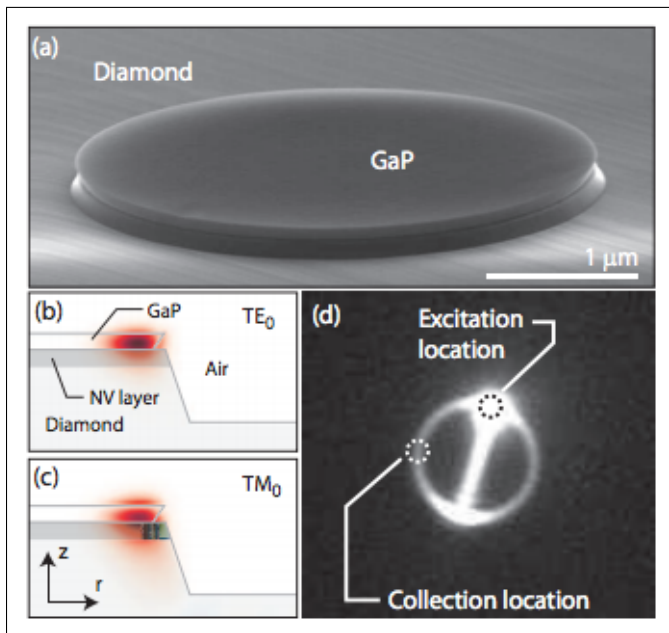 (a)
Diamond
GaP
1 μm
(b)
GaP
TE0
Air
NV layer
Diamond
(c)
TM0
z
r
(d)
Excitation
location
Collection location